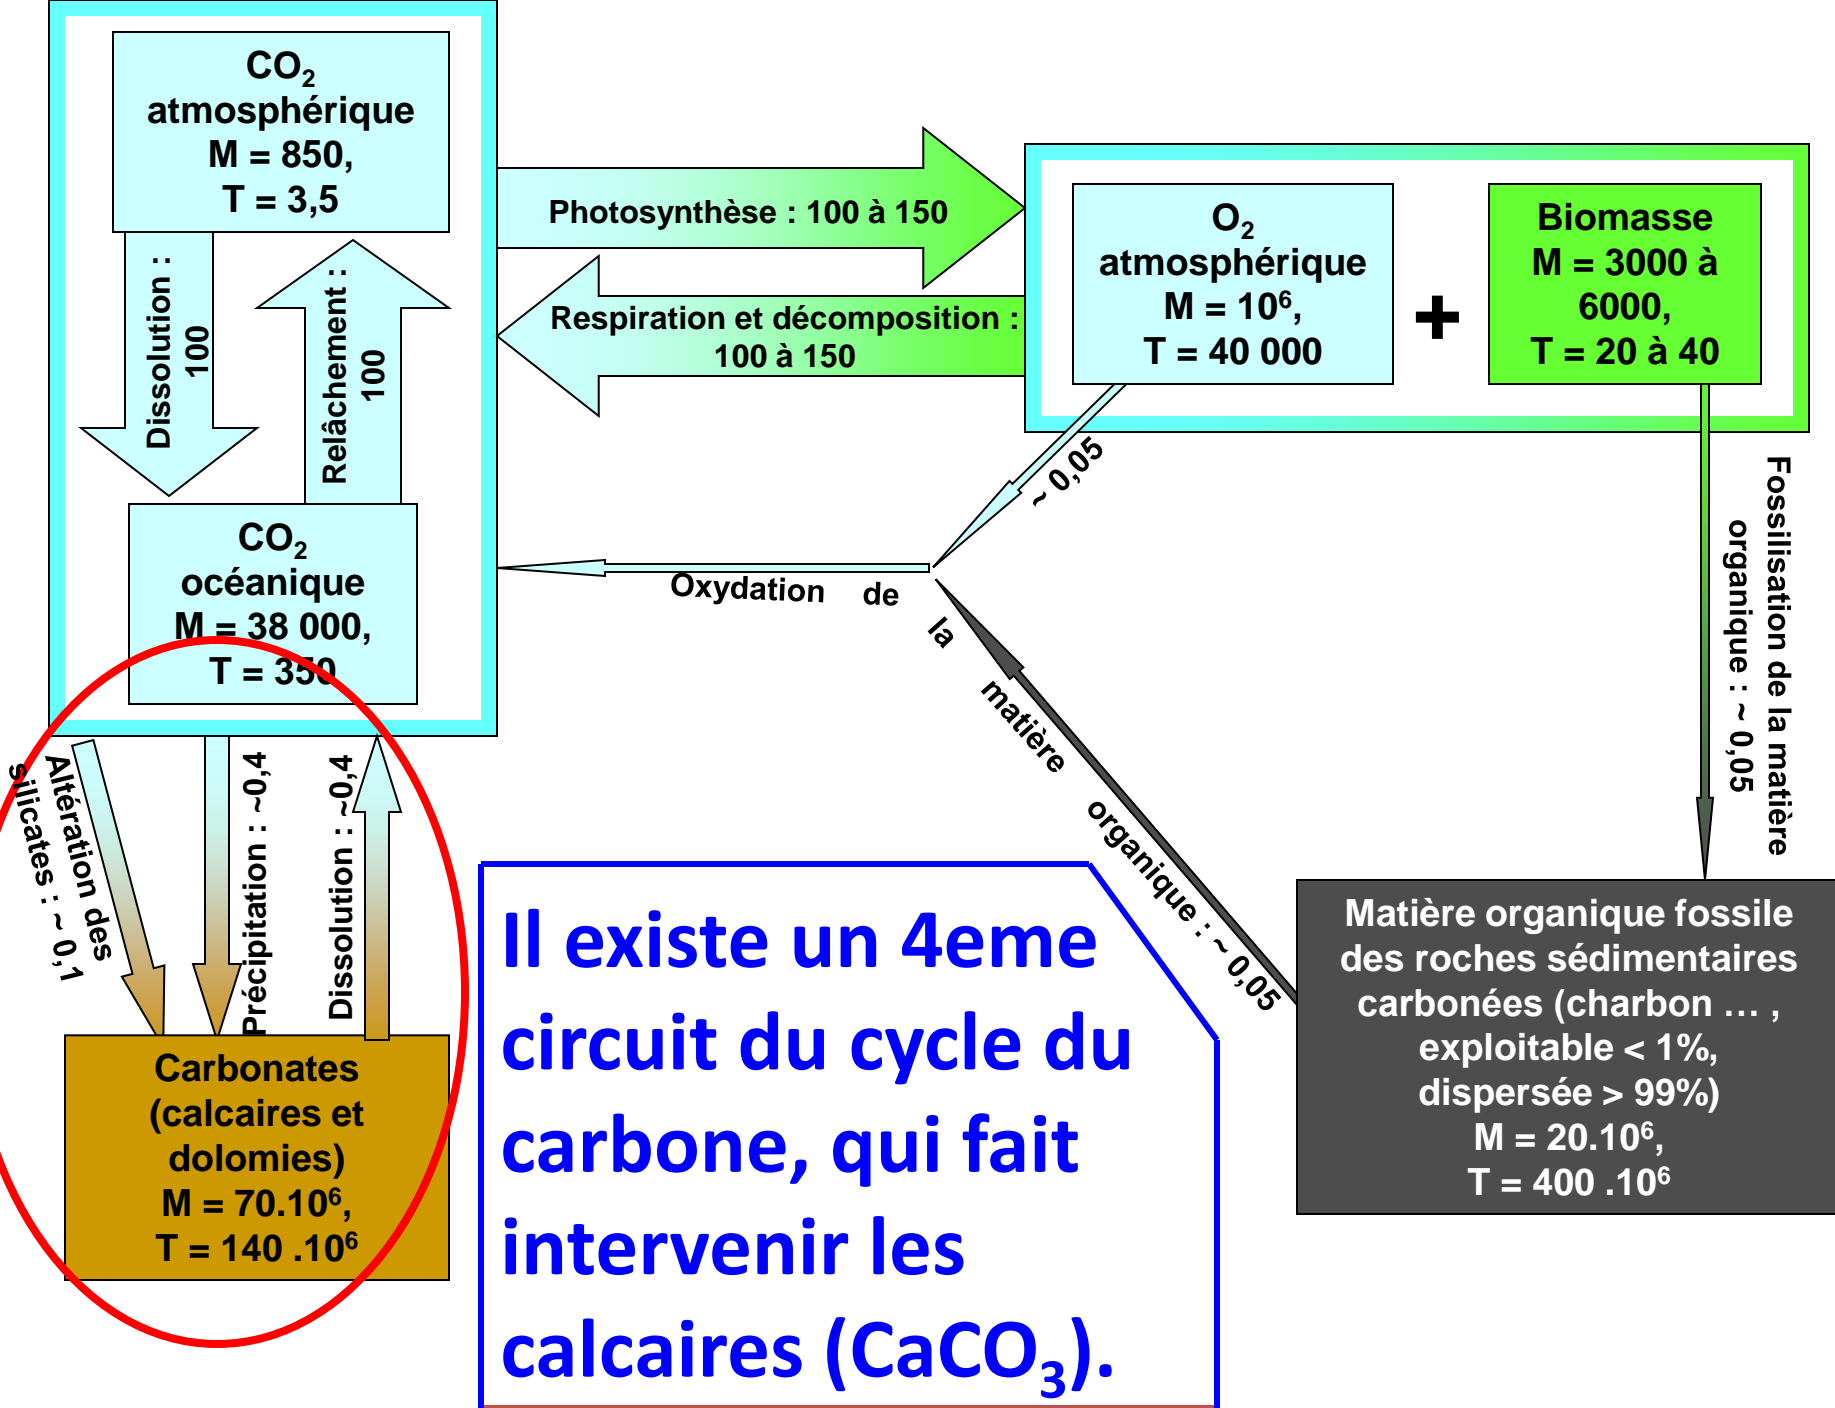 CO₂
atmosphérique
M = 850,
T = 3,5
Dissolution :
100
Relâchement :
100
CO₂
océanique
M = 38 000,
T = 350
Photosynthèse : 100 à 150
Respiration et décomposition :
100 à 150
O₂
atmosphérique
M = 10⁶,
T = 40 000
+
Biomasse
M = 3000 à
6000,
T = 20 à 40
~ 0,05
Oxydation de la matière organique : ~ 0,05
Fossilisation de la matière
organique : ~ 0,05
Altération des
silicates : ~ 0,1
Précipitation : ~0,4
Dissolution : ~0,4
Carbonates
(calcaires et
dolomies)
M = 70.10⁶,
T = 140 .10⁶
Il existe un 4eme
circuit du cycle du
carbone, qui fait
intervenir les
calcaires (CaCO₃).
Matière organique fossile
des roches sédimentaires
carbonées (charbon … ,
exploitable < 1%,
dispersée > 99%)
M = 20.10⁶,
T = 400 .10⁶